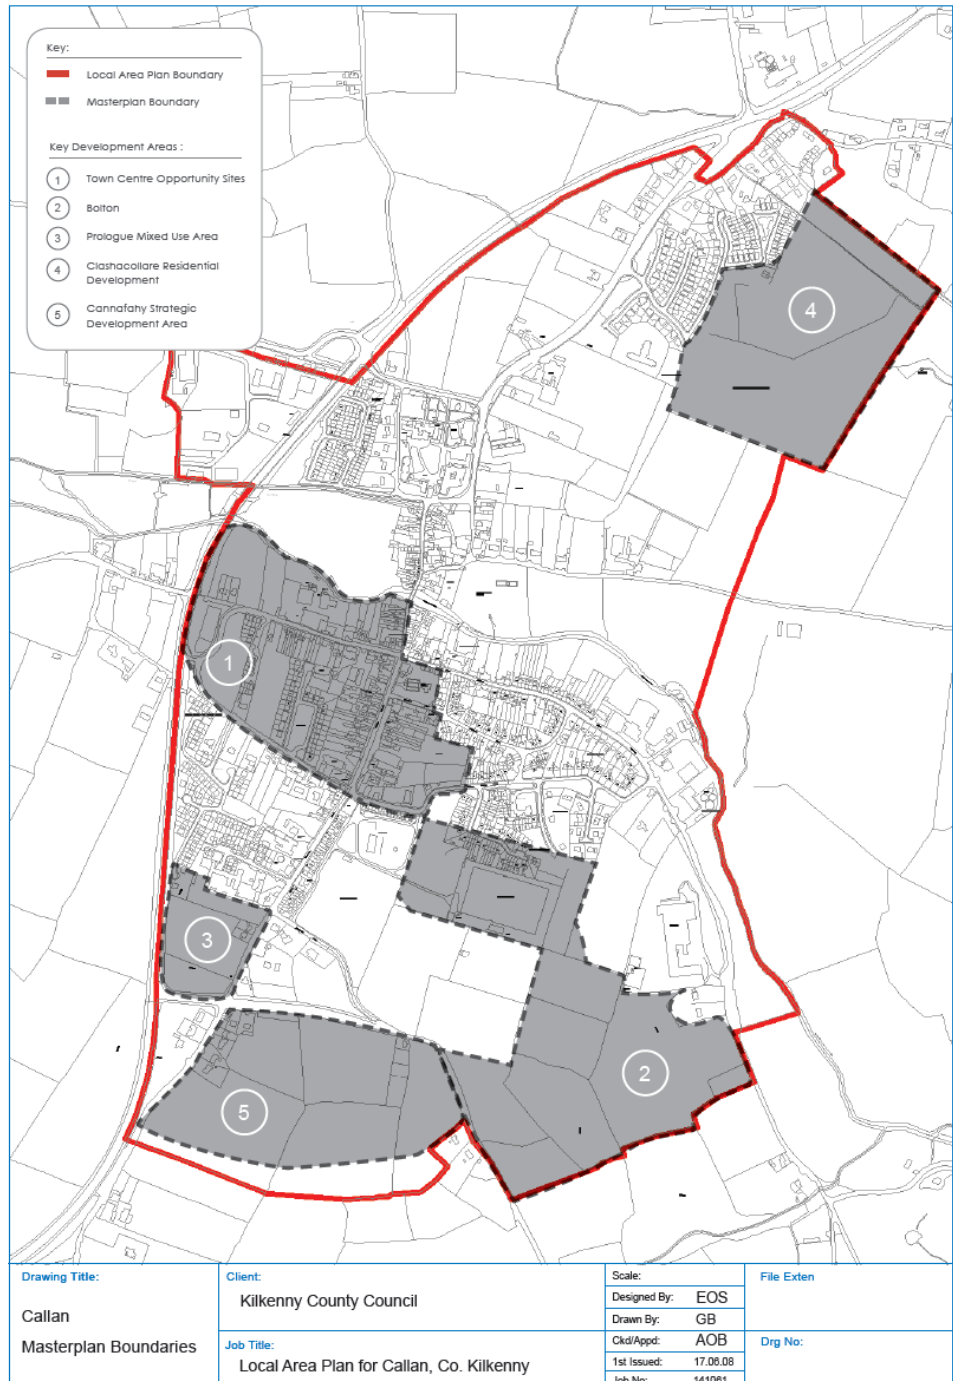 Key:
Local Area Plan Boundary
Masterplan Boundary
Key Development Areas :
1 Town Centre Opportunity Sites
2 Bolton
3 Prologue Mixed Use Area
4 Clashacollare Residential
Development
5 Cannafahy Strategic
Development Area
4
1
3
2
5
Drawing Title:
Callan
Masterplan Boundaries
Client:
Kilkenny County Council
Job Title:
Local Area Plan for Callan, Co. Kilkenny
Scale:
Designed By: EOS
Drawn By: GB
Ckd/Appd: AOB
1st Issued: 17.06.08
Job No: 141061
File Exten
Drg No: